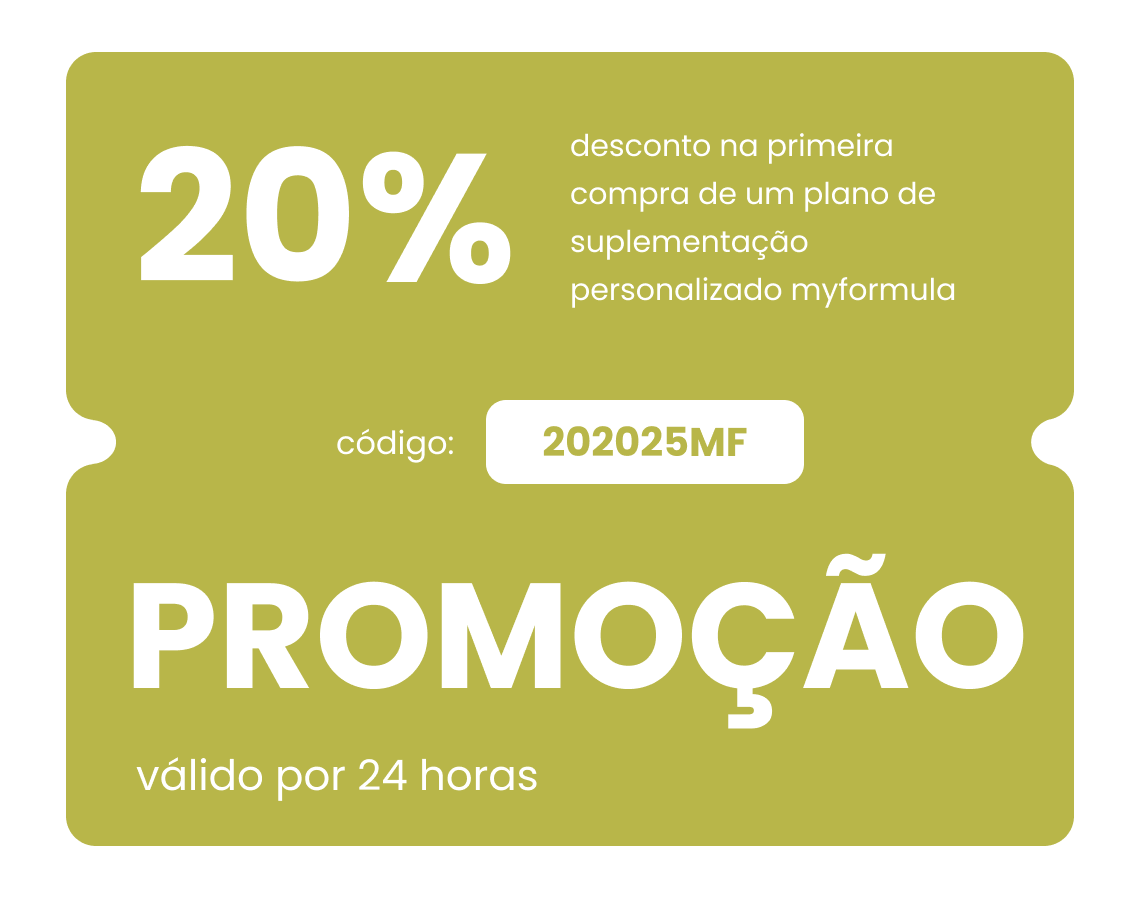 20%
desconto na primeira
compra de um plano de
suplementação
personalizado myformula
código: 202025MF
PROMOÇÃO
válido por 24 horas